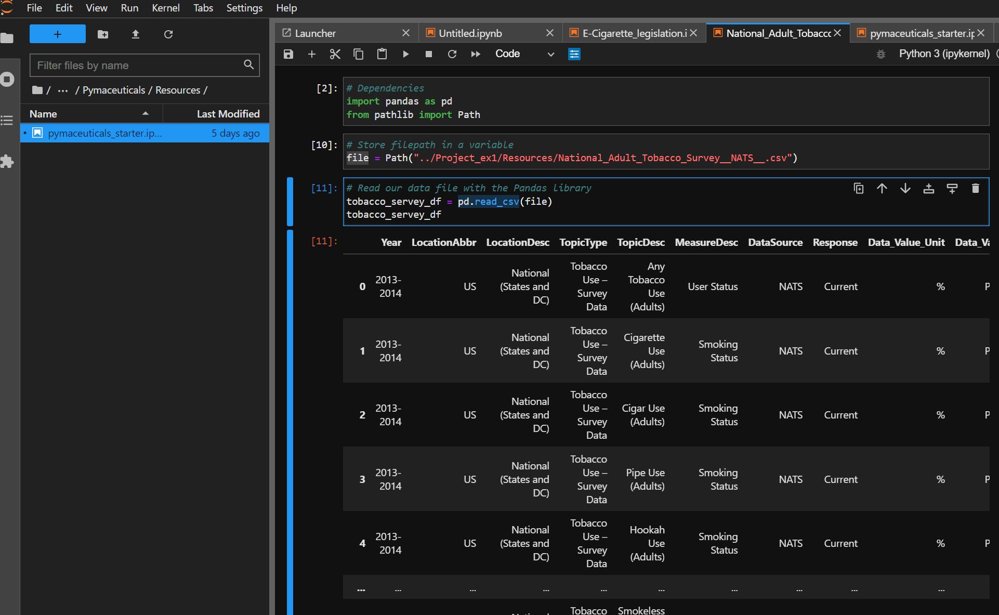 File Edit View Run Kernel Tabs Settings Help
Filter files by name
/ ... / Pymaceuticals / Resources /
Name Last Modified
pymaceuticals_starter.ip... 5 days ago
Launcher Untitled.ipynb E-Cigarette_legislation.i National_Adult_Tobacco pymaceuticals_starter.ip
Code Python 3 (ipykernel)
[2]: # Dependencies
import pandas as pd
from pathlib import Path
[10]: # Store filepath in a variable
file = Path("../Project_ex1/Resources/National_Adult_Tobacco_Survey__NATS__.csv")
[11]: # Read our data file with the Pandas library
tobacco_servey_df = pd.read_csv(file)
tobacco_servey_df
[11]: Year LocationAbbr LocationDesc TopicType TopicDesc MeasureDesc DataSource Response Data_Value_Unit Data_Va
0 2013-2014 US National (States and DC) Tobacco Use – Survey Data Any Tobacco Use (Adults) User Status NATS Current % P
1 2013-2014 US National (States and DC) Tobacco Use – Survey Data Cigarette Use (Adults) Smoking Status NATS Current % P
2 2013-2014 US National (States and DC) Tobacco Use – Survey Data Cigar Use (Adults) Smoking Status NATS Current % P
3 2013-2014 US National (States and DC) Tobacco Use – Survey Data Pipe Use (Adults) Smoking Status NATS Current % P
4 2013-2014 US National (States and DC) Tobacco Use – Survey Data Hookah Use (Adults) Smoking Status NATS Current % P
... ... ... ... ... ... ... ... ... ...
Tobacco Smokeless